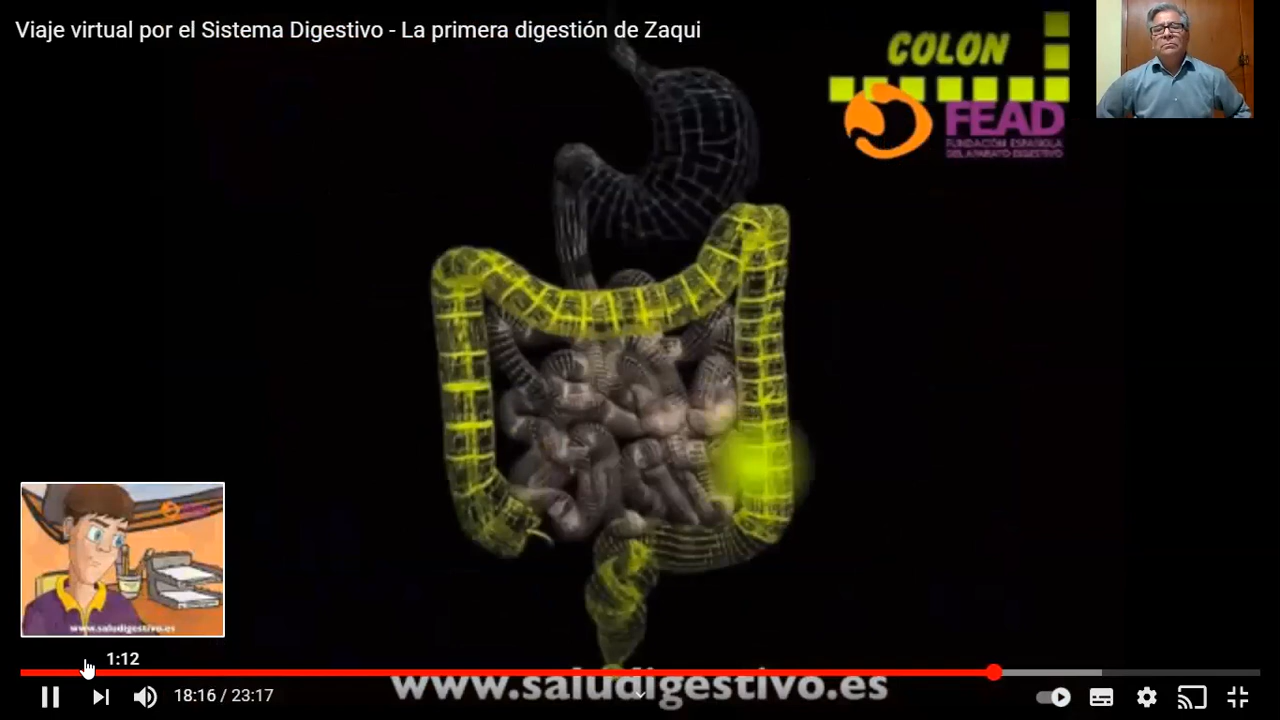 Viaje virtual por el Sistema Digestivo - La primera digestión de Zaqui
COLON
FEAD
FUNDACIÓN ESPAÑOLA
DEL APARATO DIGESTIVO
www.saludigestivo.es
1:12
www.saludigestivo.es
18:16 / 23:17